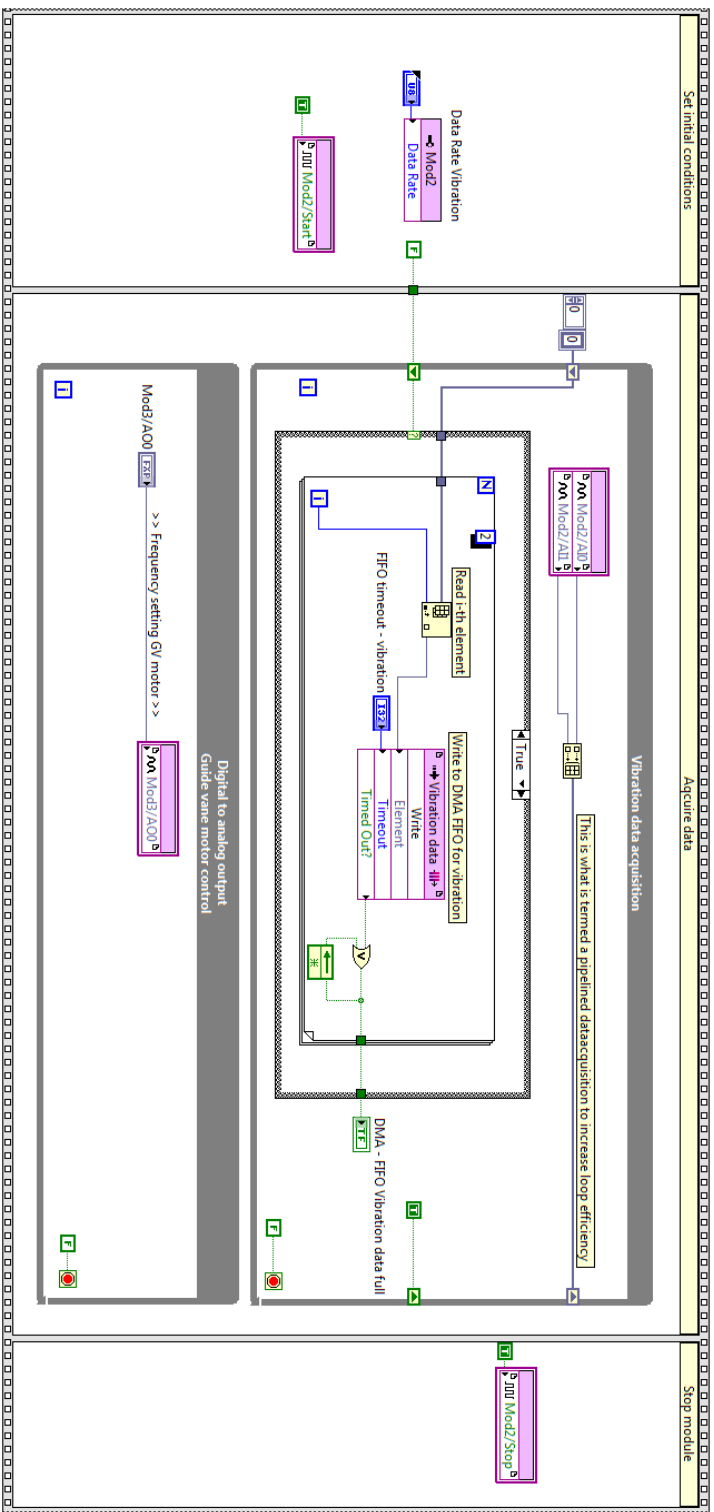 Set initial conditions
Data Rate Vibration
U8
Mod2
Data Rate
T
Mod2/Start
F
Aqcuire data
0
0
Vibration data acquisition
Mod2/AI0
Mod2/AI1
This is what is termed a pipelined dataacquisition to increase loop efficiency
i
?
True
N
2
i
Read i-th element
FIFO timeout - vibration
I32
Write to DMA FIFO for vibration
Vibration data
Write
Element
Timeout
Timed Out?
V
DMA - FIFO Vibration data full
TF
T
F
Digital to analog output
Guide vane motor control
i
Mod3/AO0
FXP
>> Frequency setting GV motor >>
Mod3/AO0
F
Stop module
T
Mod2/Stop